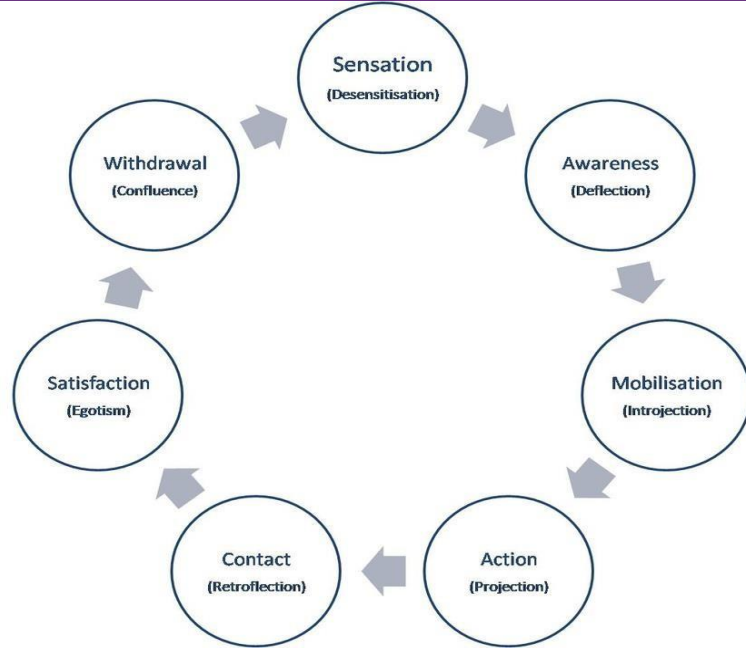 Sensation
(Desensitisation)
Awareness
(Deflection)
Mobilisation
(Introjection)
Action
(Projection)
Contact
(Retroflection)
Satisfaction
(Egotism)
Withdrawal
(Confluence)